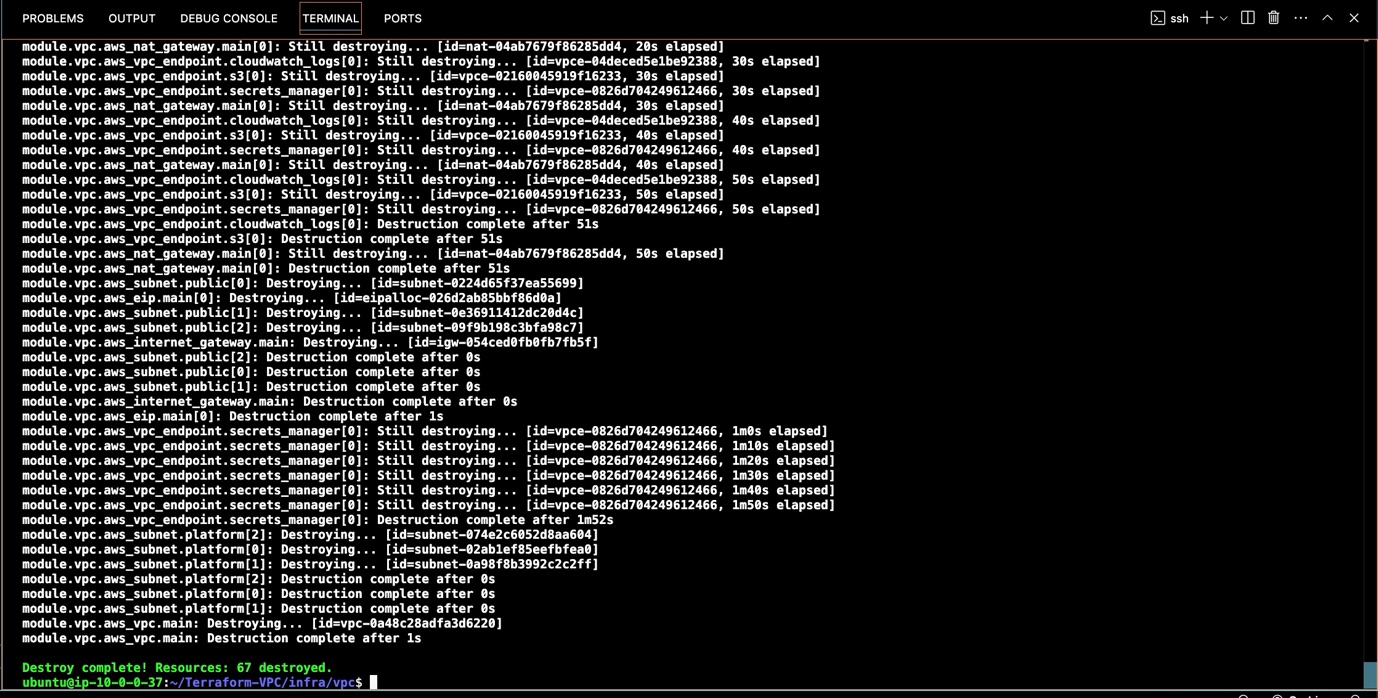 PROBLEMS OUTPUT DEBUG CONSOLE TERMINAL PORTS ssh
module.vpc.aws_nat_gateway.main[0]: Still destroying... [id=nat-04ab7679f86285dd4, 20s elapsed]
module.vpc.aws_vpc_endpoint.cloudwatch_logs[0]: Still destroying... [id=vpce-04deced5e1be92388, 30s elapsed]
module.vpc.aws_vpc_endpoint.s3[0]: Still destroying... [id=vpce-02160045919f16233, 30s elapsed]
module.vpc.aws_vpc_endpoint.secrets_manager[0]: Still destroying... [id=vpce-0826d704249612466, 30s elapsed]
module.vpc.aws_nat_gateway.main[0]: Still destroying... [id=nat-04ab7679f86285dd4, 30s elapsed]
module.vpc.aws_vpc_endpoint.cloudwatch_logs[0]: Still destroying... [id=vpce-04deced5e1be92388, 40s elapsed]
module.vpc.aws_vpc_endpoint.s3[0]: Still destroying... [id=vpce-02160045919f16233, 40s elapsed]
module.vpc.aws_vpc_endpoint.secrets_manager[0]: Still destroying... [id=vpce-0826d704249612466, 40s elapsed]
module.vpc.aws_nat_gateway.main[0]: Still destroying... [id=nat-04ab7679f86285dd4, 40s elapsed]
module.vpc.aws_vpc_endpoint.cloudwatch_logs[0]: Still destroying... [id=vpce-04deced5e1be92388, 50s elapsed]
module.vpc.aws_vpc_endpoint.s3[0]: Still destroying... [id=vpce-02160045919f16233, 50s elapsed]
module.vpc.aws_vpc_endpoint.secrets_manager[0]: Still destroying... [id=vpce-0826d704249612466, 50s elapsed]
module.vpc.aws_vpc_endpoint.cloudwatch_logs[0]: Destruction complete after 51s
module.vpc.aws_vpc_endpoint.s3[0]: Destruction complete after 51s
module.vpc.aws_nat_gateway.main[0]: Still destroying... [id=nat-04ab7679f86285dd4, 50s elapsed]
module.vpc.aws_nat_gateway.main[0]: Destruction complete after 51s
module.vpc.aws_subnet.public[0]: Destroying... [id=subnet-0224d65f37ea55699]
module.vpc.aws_eip.main[0]: Destroying... [id=eipalloc-026d2ab85bbf86d0a]
module.vpc.aws_subnet.public[1]: Destroying... [id=subnet-0e36911412dc20d4c]
module.vpc.aws_subnet.public[2]: Destroying... [id=subnet-09f9b198c3bfa98c7]
module.vpc.aws_internet_gateway.main: Destroying... [id=igw-054ced0fb0fb7fb5f]
module.vpc.aws_subnet.public[2]: Destruction complete after 0s
module.vpc.aws_subnet.public[0]: Destruction complete after 0s
module.vpc.aws_subnet.public[1]: Destruction complete after 0s
module.vpc.aws_internet_gateway.main: Destruction complete after 0s
module.vpc.aws_eip.main[0]: Destruction complete after 1s
module.vpc.aws_vpc_endpoint.secrets_manager[0]: Still destroying... [id=vpce-0826d704249612466, 1m0s elapsed]
module.vpc.aws_vpc_endpoint.secrets_manager[0]: Still destroying... [id=vpce-0826d704249612466, 1m10s elapsed]
module.vpc.aws_vpc_endpoint.secrets_manager[0]: Still destroying... [id=vpce-0826d704249612466, 1m20s elapsed]
module.vpc.aws_vpc_endpoint.secrets_manager[0]: Still destroying... [id=vpce-0826d704249612466, 1m30s elapsed]
module.vpc.aws_vpc_endpoint.secrets_manager[0]: Still destroying... [id=vpce-0826d704249612466, 1m40s elapsed]
module.vpc.aws_vpc_endpoint.secrets_manager[0]: Still destroying... [id=vpce-0826d704249612466, 1m50s elapsed]
module.vpc.aws_vpc_endpoint.secrets_manager[0]: Destruction complete after 1m52s
module.vpc.aws_subnet.platform[2]: Destroying... [id=subnet-074e2c6052d8aa604]
module.vpc.aws_subnet.platform[0]: Destroying... [id=subnet-02ab1ef85eefbfea0]
module.vpc.aws_subnet.platform[1]: Destroying... [id=subnet-0a98f8b3992c2c2ff]
module.vpc.aws_subnet.platform[2]: Destruction complete after 0s
module.vpc.aws_subnet.platform[0]: Destruction complete after 0s
module.vpc.aws_subnet.platform[1]: Destruction complete after 0s
module.vpc.aws_vpc.main: Destroying... [id=vpc-0a48c28adfa3d6220]
module.vpc.aws_vpc.main: Destruction complete after 1s
Destroy complete! Resources: 67 destroyed.
ubuntu@ip-10-0-0-37:~/Terraform-VPC/infra/vpc$